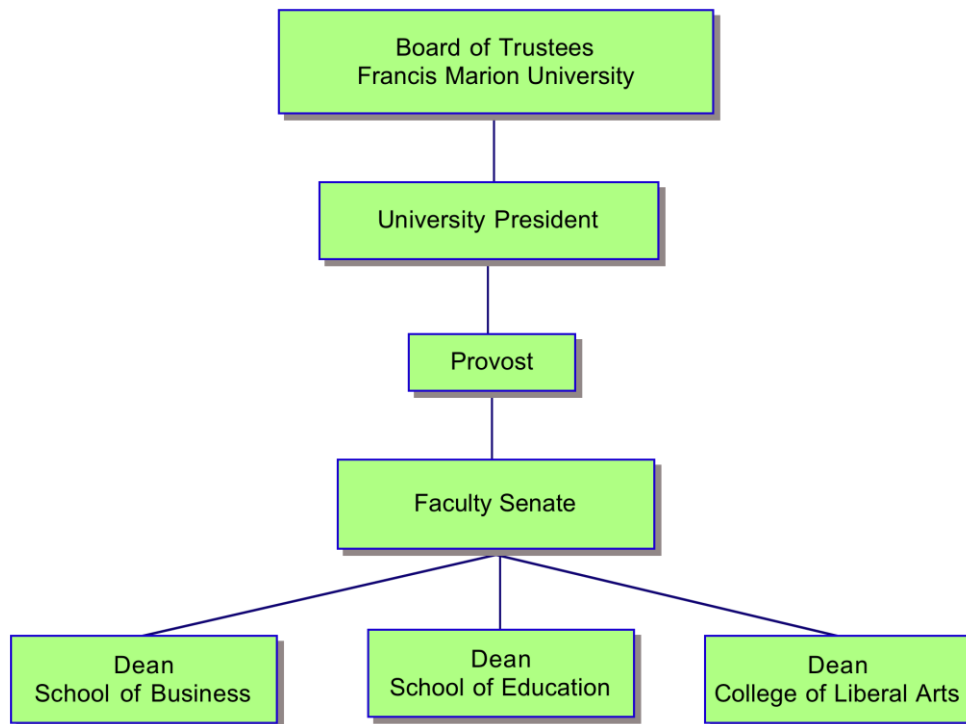 Board of Trustees
Francis Marion University
University President
Provost
Faculty Senate
Dean
School of Business
Dean
School of Education
Dean
College of Liberal Arts